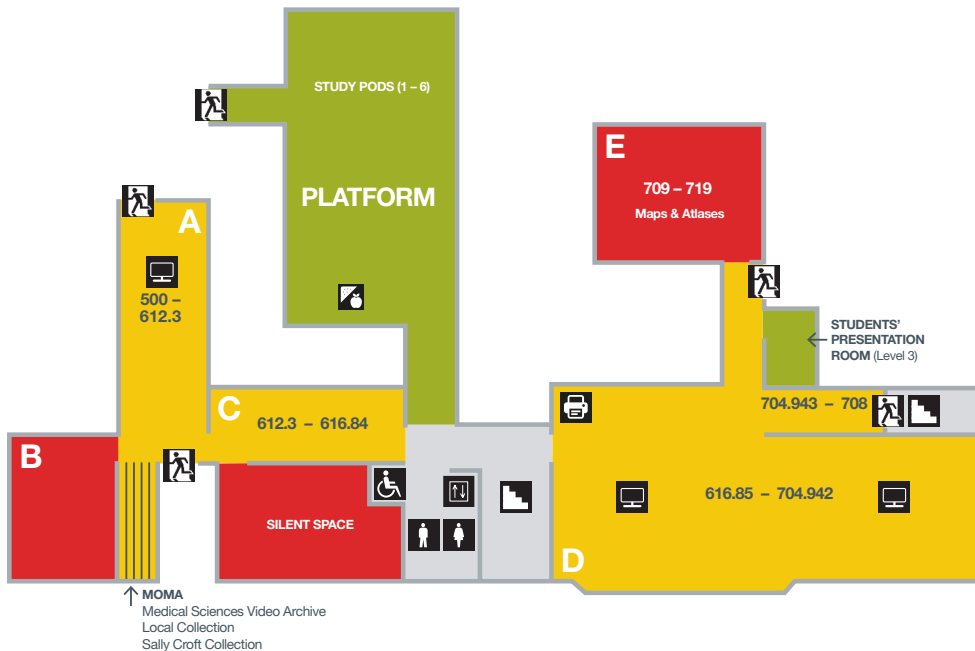 STUDY PODS (1 – 6)
PLATFORM
E
709 – 719
Maps & Atlases
A
500 –
612.3
STUDENTS’
PRESENTATION
ROOM (Level 3)
C
612.3 – 616.84
704.943 – 708
B
616.85 – 704.942
SILENT SPACE
D
MOMA
Medical Sciences Video Archive
Local Collection
Sally Croft Collection